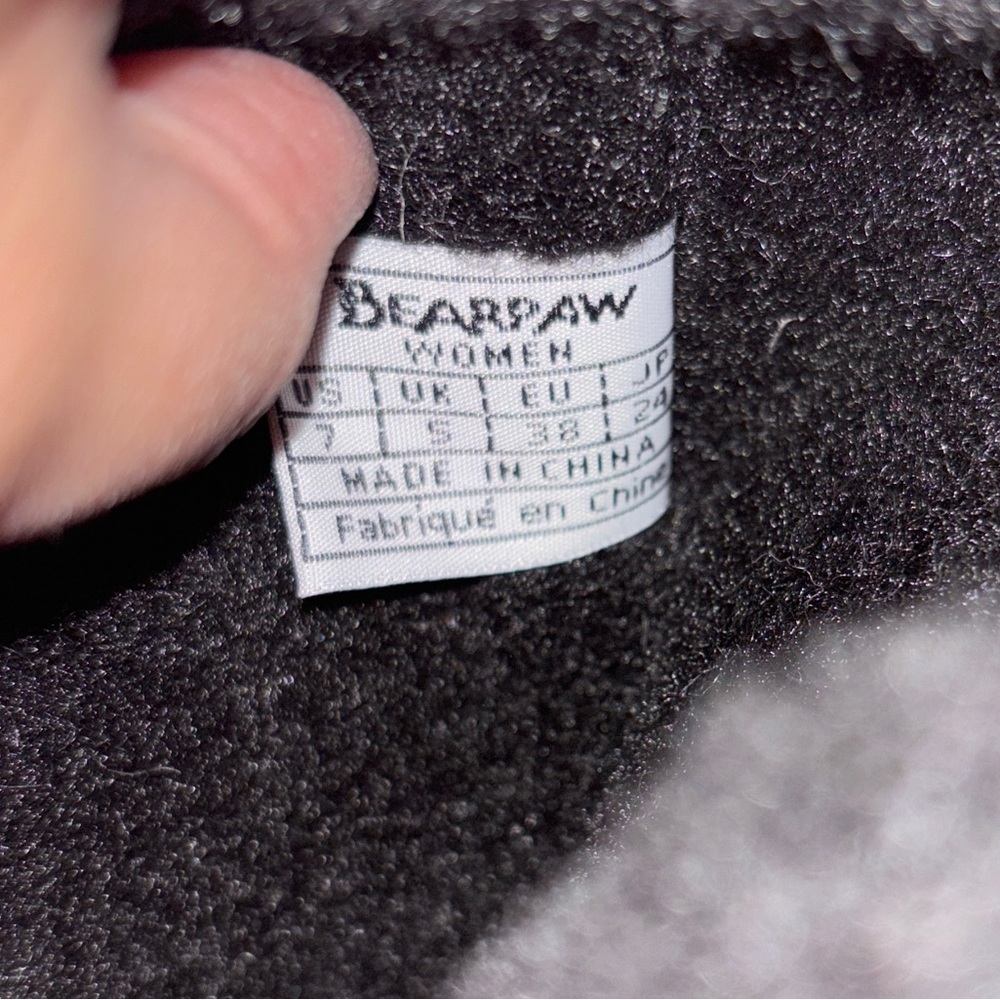 BEARPAW
WOMEN
US UK EU JP
7 5 38 24
MADE IN CHINA
Fabriqué en Chine